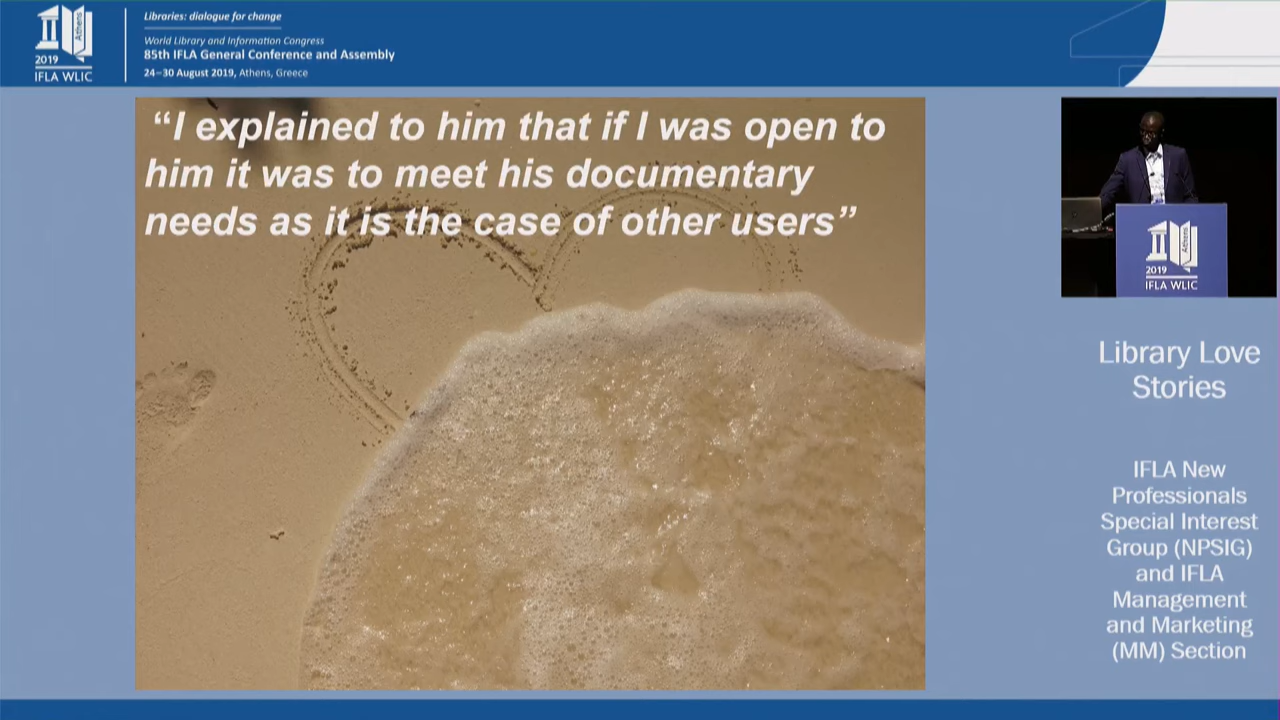 Libraries: dialogue for change
World Library and Information Congress
85th IFLA General Conference and Assembly
24–30 August 2019, Athens, Greece
Athens
2019
IFLA WLIC
“I explained to him that if I was open to
him it was to meet his documentary
needs as it is the case of other users”
Athens
2019
IFLA WLIC
Library Love
Stories
IFLA New
Professionals
Special Interest
Group (NPSIG)
and IFLA
Management
and Marketing
(MM) Section